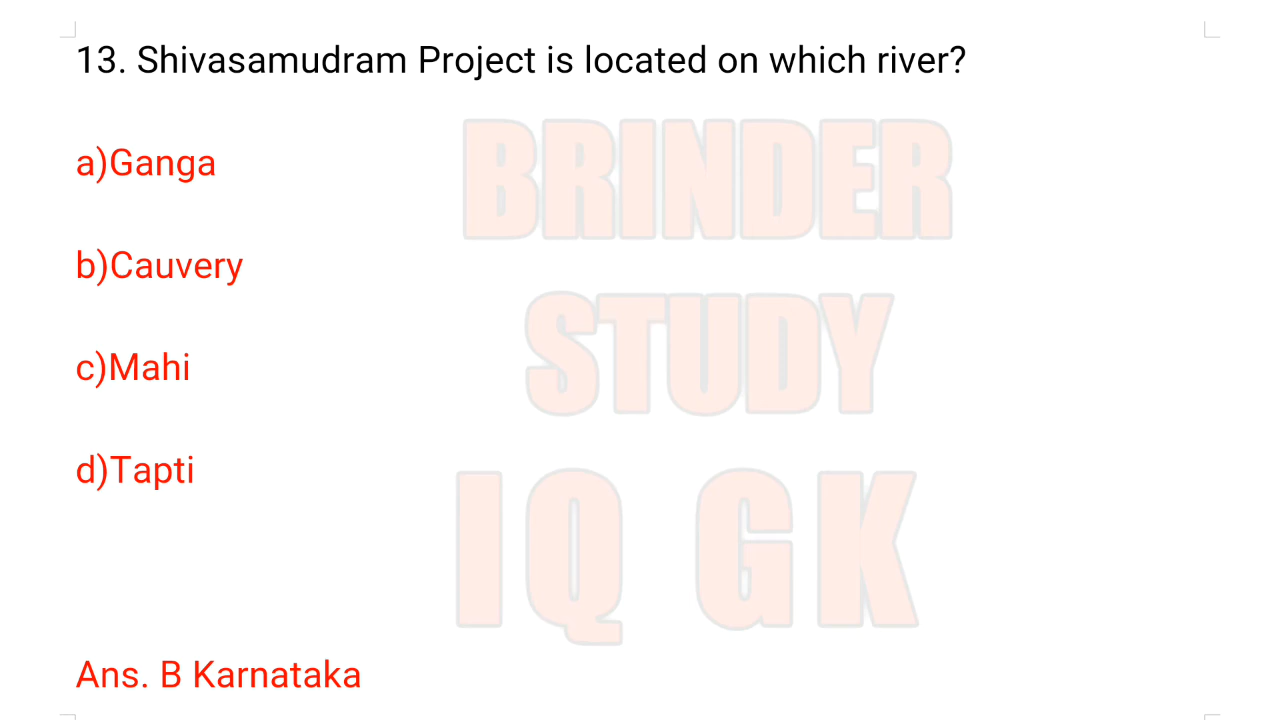 13. Shivasamudram Project is located on which river?
a)Ganga
b)Cauvery
c)Mahi
d)Tapti
Ans. B Karnataka
BRINDER
STUDY
IQ GK